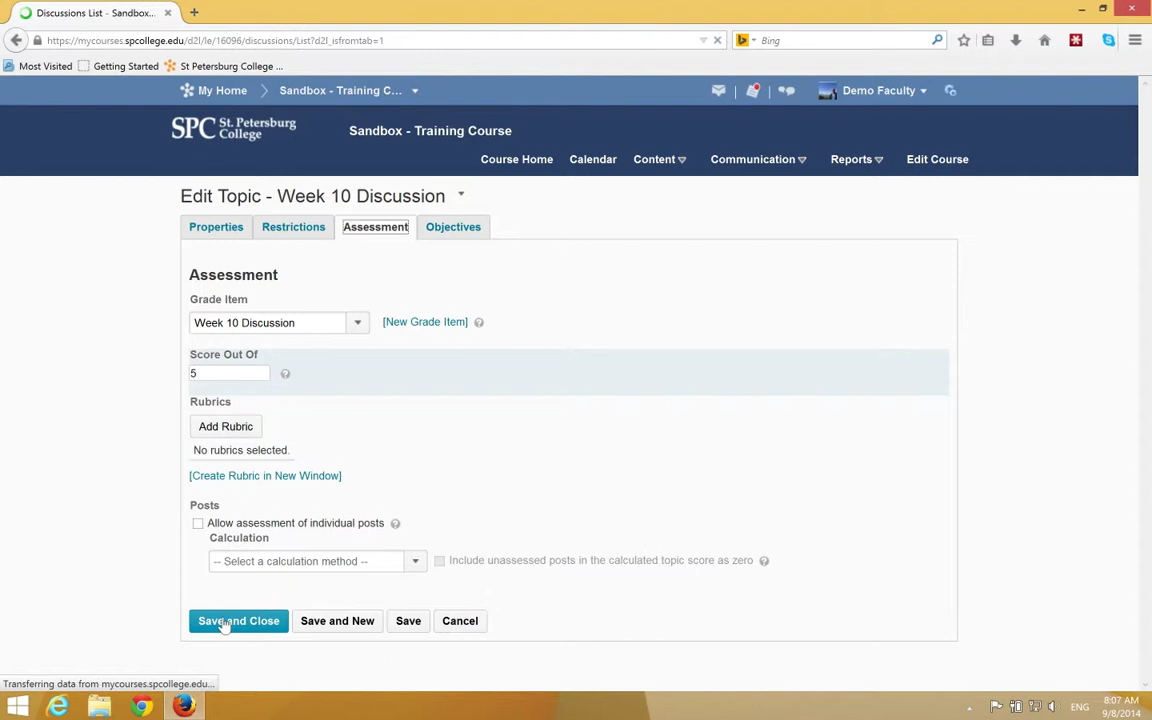 Discussions List - Sandbox...
https://mycourses.spcollege.edu/d2l/le/16096/discussions/List?d2l_isfromtab=1
Bing
Most Visited Getting Started St Petersburg College ...
My Home Sandbox - Training C... Demo Faculty
SPC St. Petersburg College
Sandbox - Training Course
Course Home Calendar Content Communication Reports Edit Course
Edit Topic - Week 10 Discussion
Properties Restrictions Assessment Objectives
Assessment
Grade Item
Week 10 Discussion [New Grade Item]
Score Out Of
5
Rubrics
Add Rubric
No rubrics selected.
[Create Rubric in New Window]
Posts
Allow assessment of individual posts
Calculation
-- Select a calculation method -- Include unassessed posts in the calculated topic score as zero
Save and Close Save and New Save Cancel
Transferring data from mycourses.spcollege.edu...
8:07 AM
ENG
9/8/2014